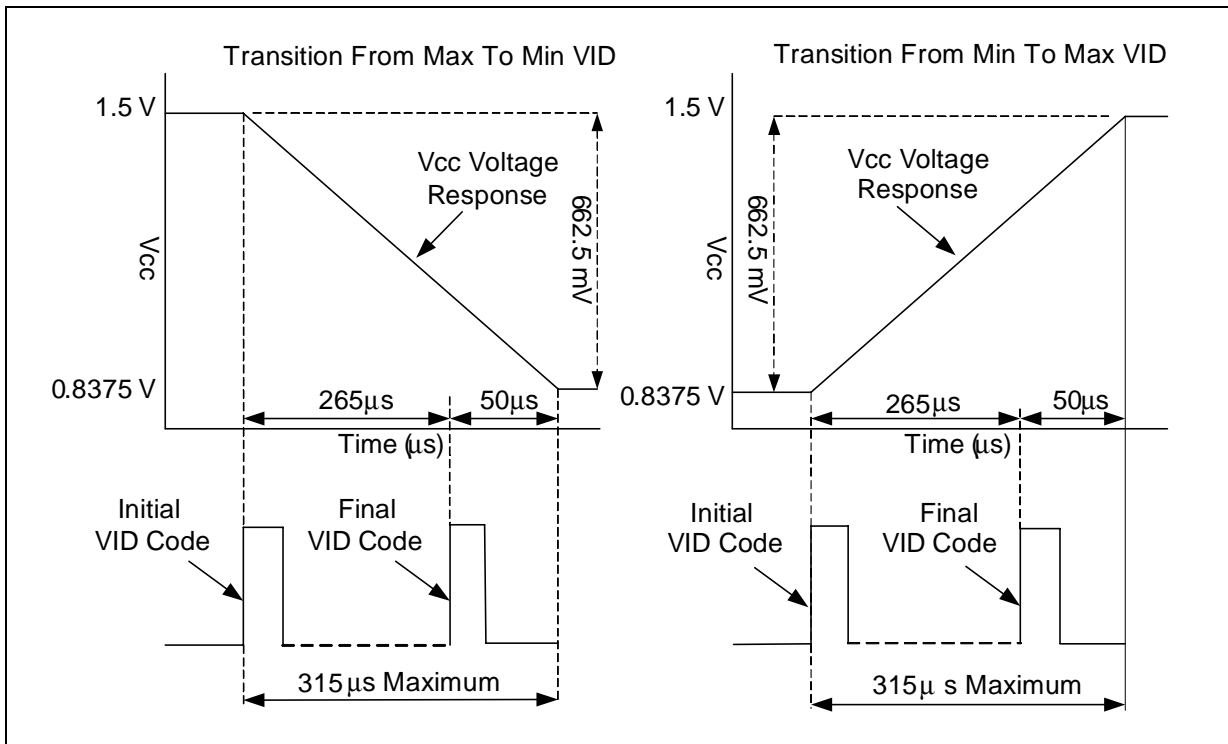 Transition From Max To Min VID
1.5 V
Vcc Voltage
Response
662.5 mV
Vcc
0.8375 V
265µs
50µs
Time (µs)
Initial
VID Code
Final
VID Code
315µs Maximum
Transition From Min To Max VID
1.5 V
Vcc Voltage
Response
662.5 mV
Vcc
0.8375 V
265µs
50µs
Time (µs)
Initial
VID Code
Final
VID Code
315µ s Maximum